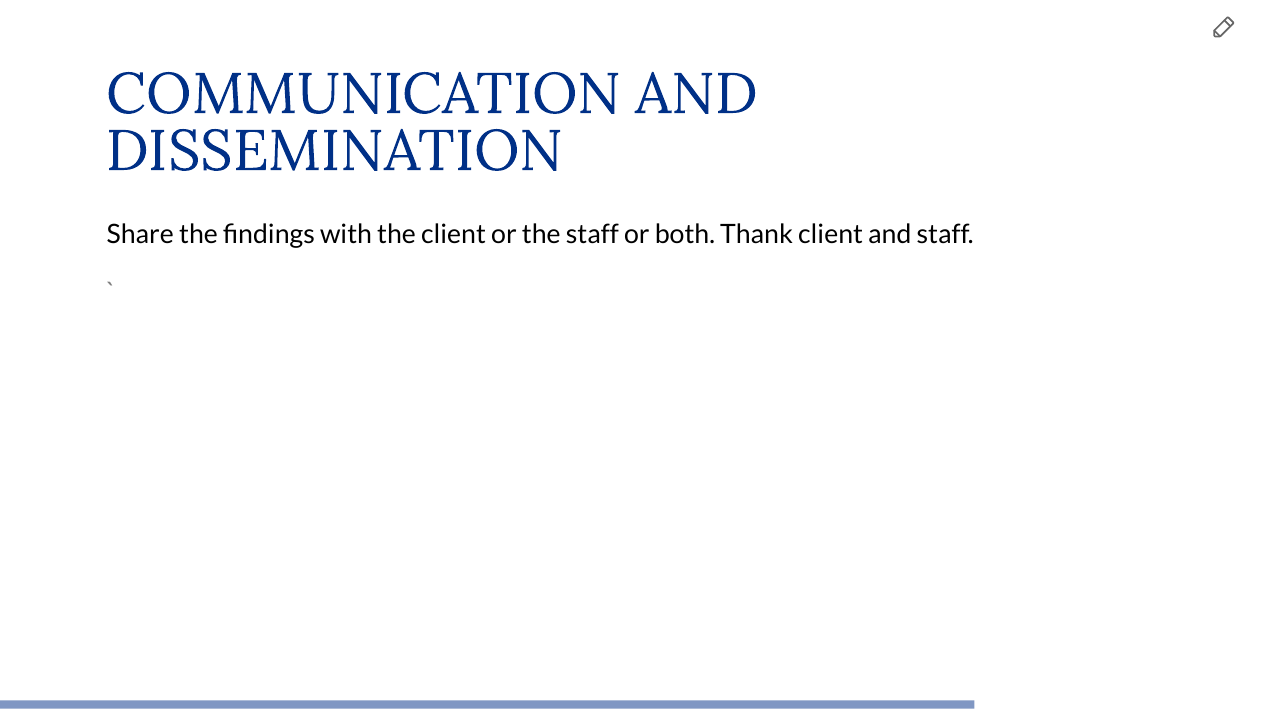 COMMUNICATION AND
DISSEMINATION
Share the findings with the client or the staff or both. Thank client and staff.
`